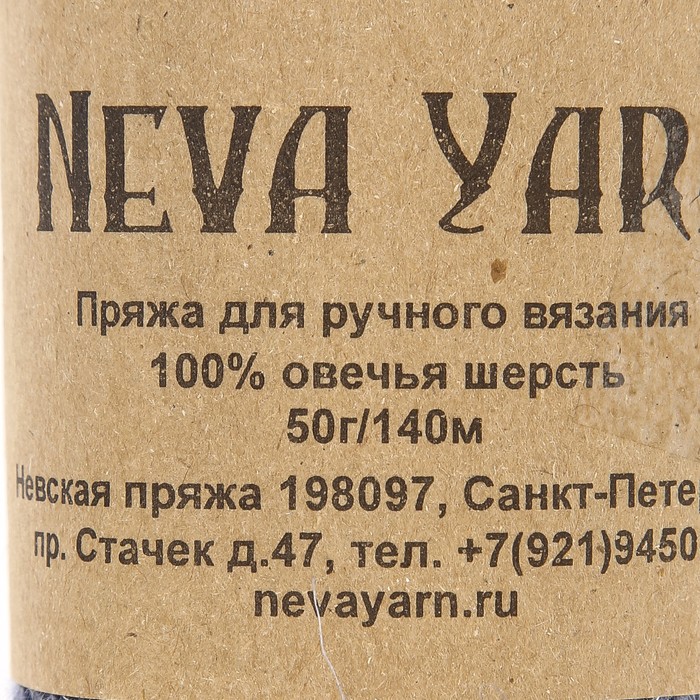 NEVA YAR
Пряжа для ручного вязания
100% овечья шерсть
50г/140м
Невская пряжа 198097, Санкт-Пете
пр. Стачек д.47, тел. +7(921)9450
nevayarn.ru